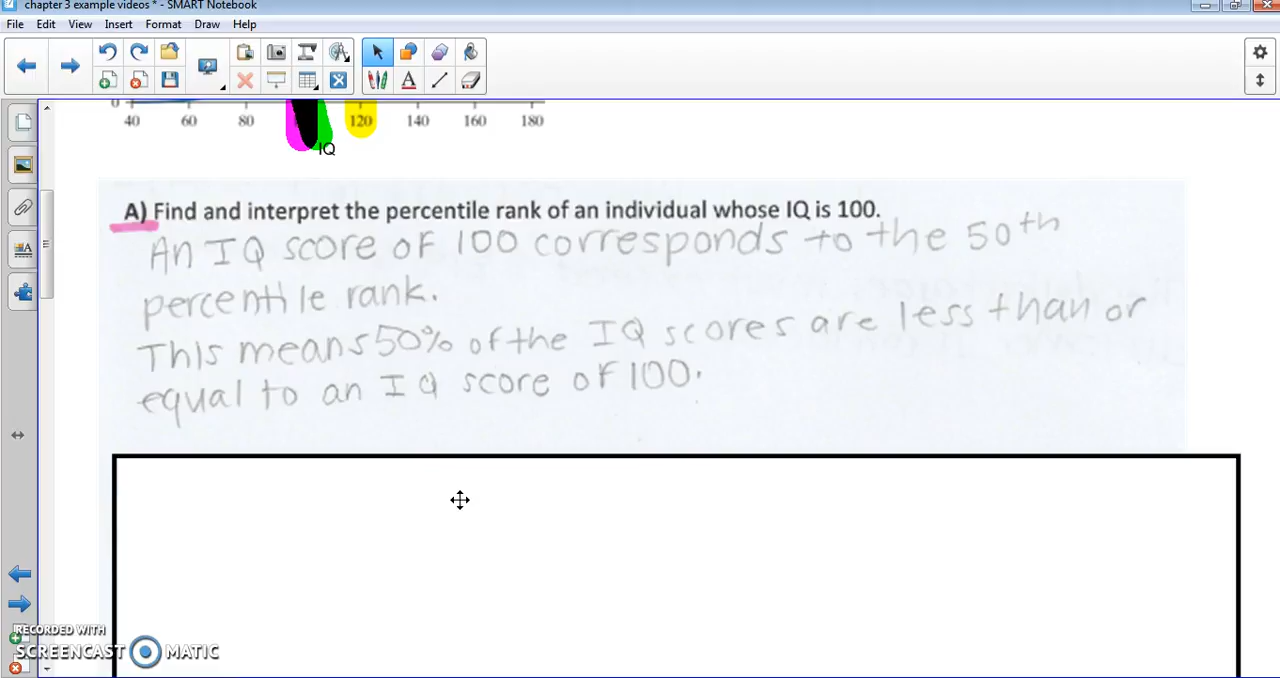 chapter 3 example videos * - SMART Notebook
File Edit View Insert Format Draw Help
0
40 60 80 120 140 160 180
IQ
A) Find and interpret the percentile rank of an individual whose IQ is 100.
An IQ score of 100 corresponds to the 50th
percentile rank.
This means 50% of the IQ scores are less than or
equal to an IQ score of 100.
RECORDED WITH
SCREENCAST MATIC